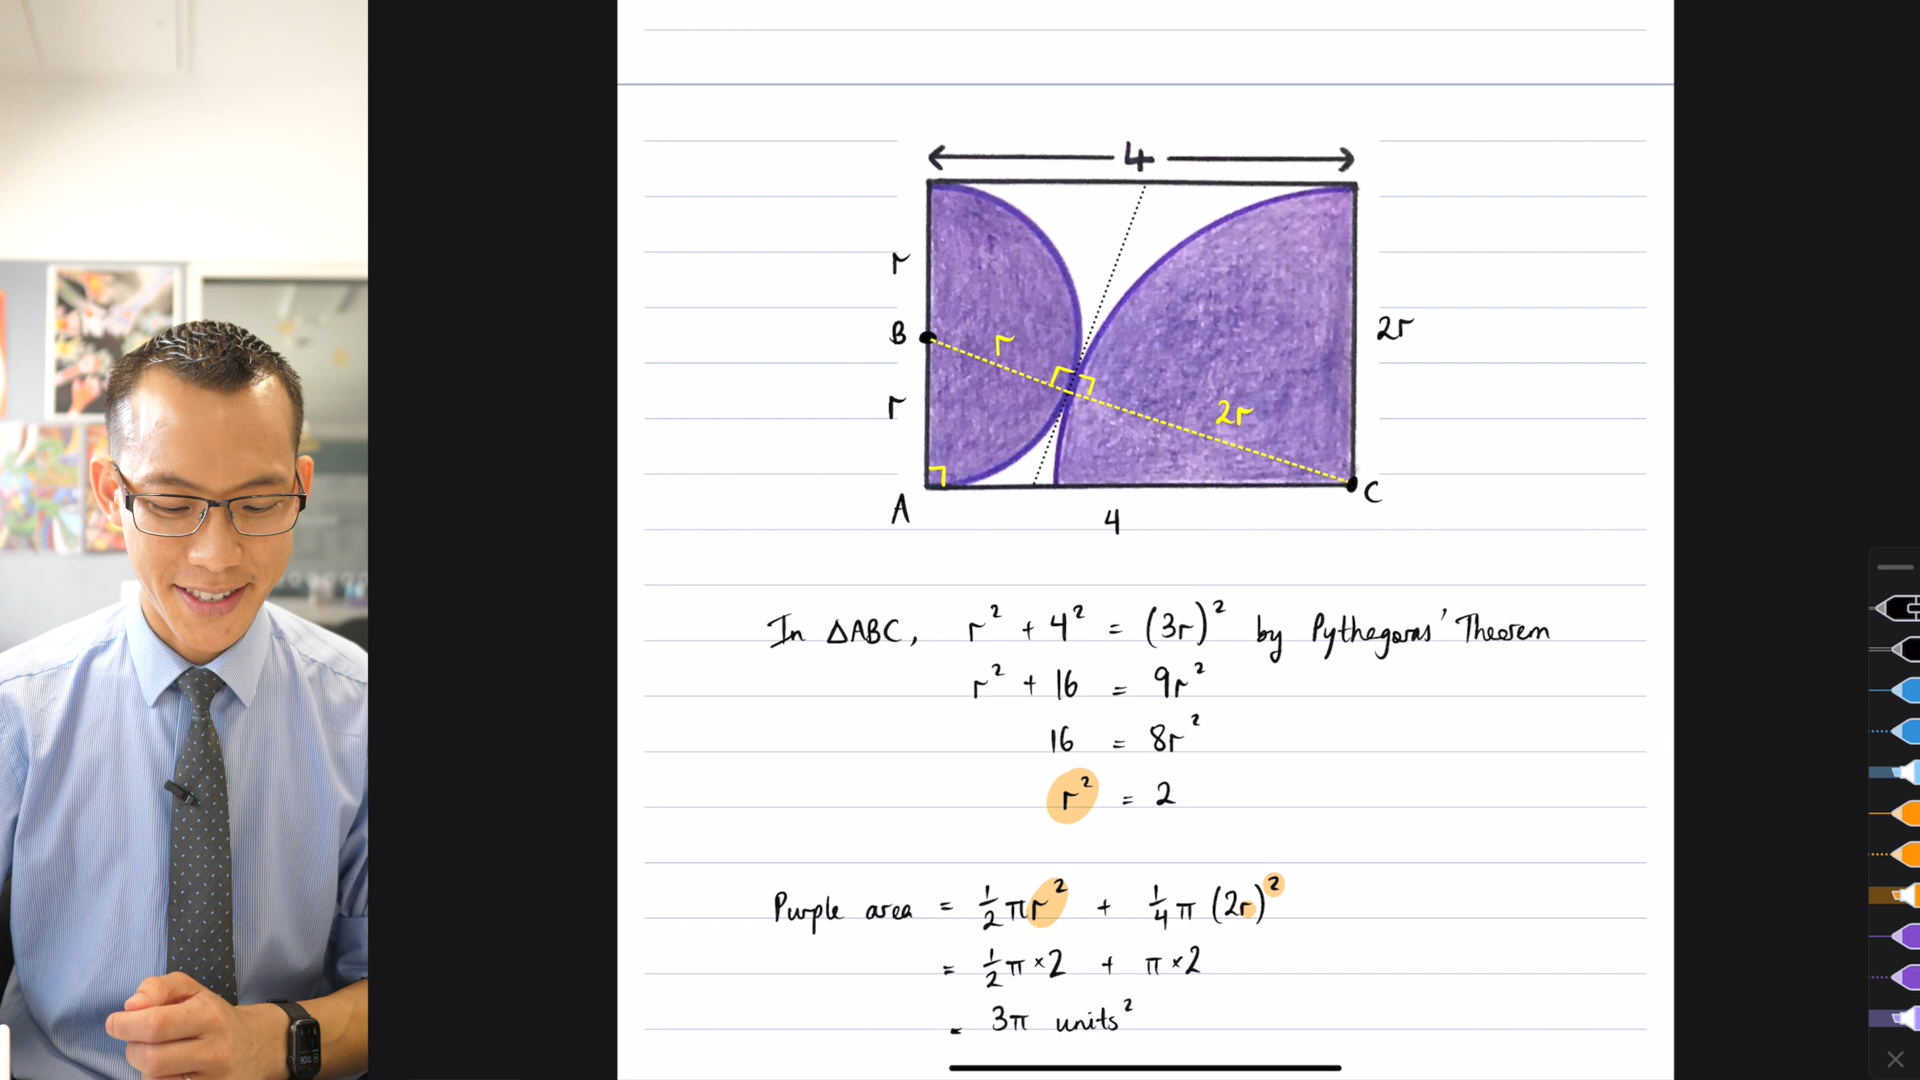 4
r
B
r
2r
r
2r
A
4
C
In △ABC, r² + 4² = (3r)² by Pythagoras' Theorem
r² + 16 = 9r²
16 = 8r²
r² = 2
Purple area = ½πr² + ¼π(2r)²
= ½π×2 + π×2
= 3π units²